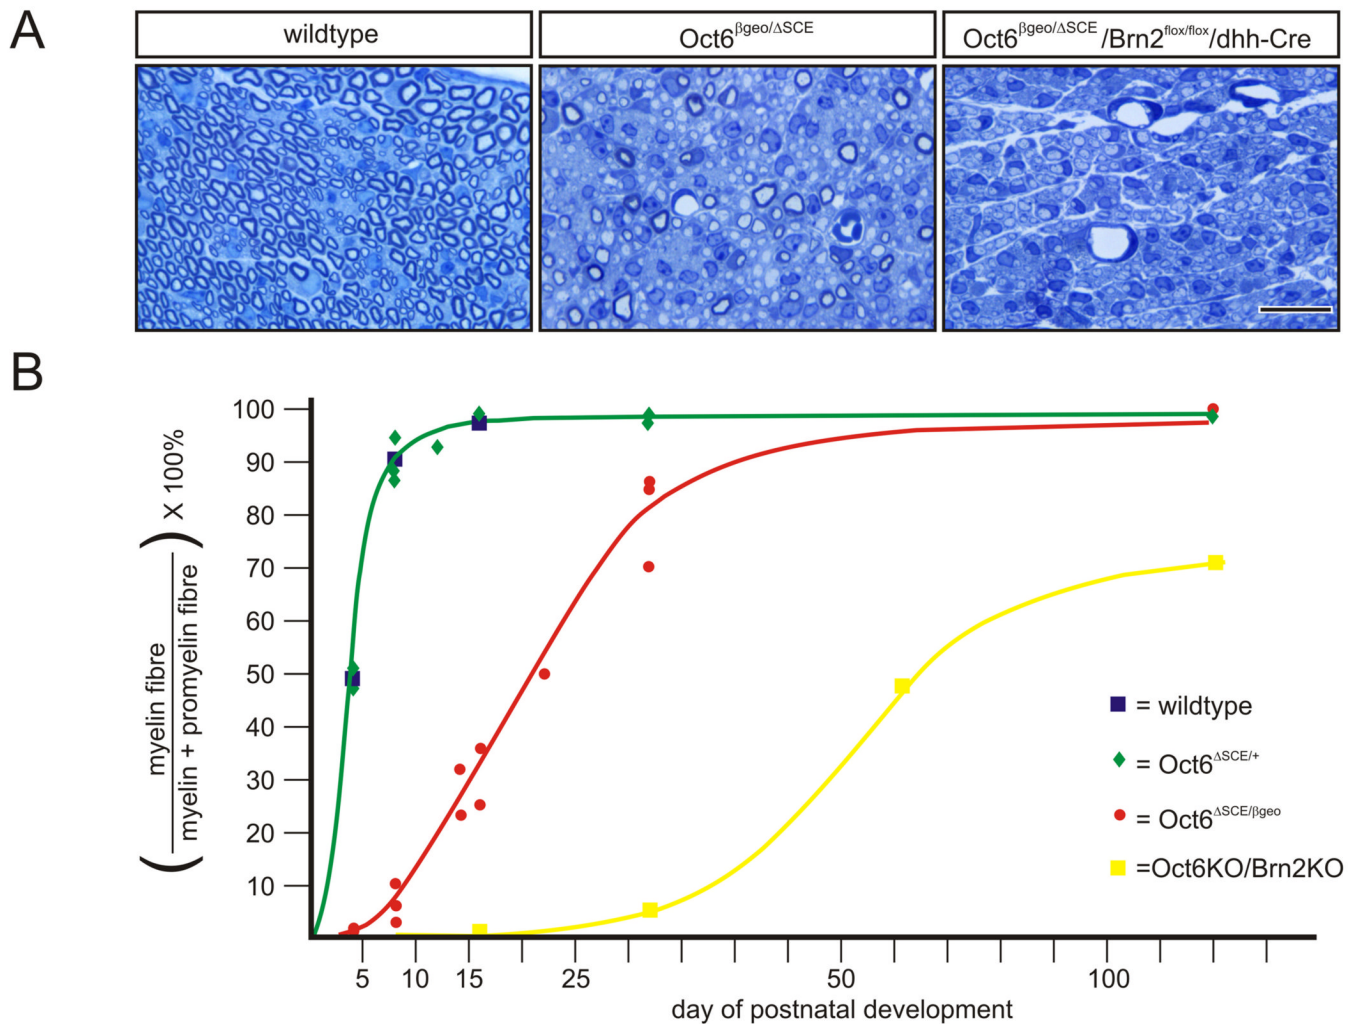 A
wildtype
Oct6βgeo/ΔSCE
Oct6βgeo/ΔSCE/Brn2flox/flox/dhh-Cre
B
100
90
80
70
60
50
40
30
20
10
( myelin fibre
myelin + promyelin fibre ) X 100%
= wildtype
= Oct6ΔSCE/+
= Oct6ΔSCE/βgeo
=Oct6KO/Brn2KO
5 10 15 25 50 100
day of postnatal development